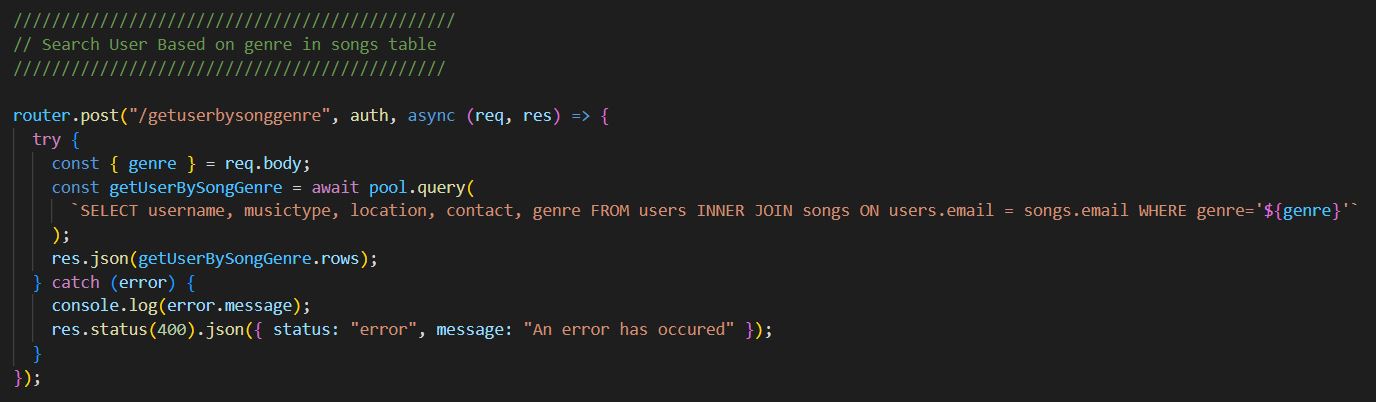 //////////////////////////////////////////////
// Search User Based on genre in songs table
/////////////////////////////////////////////
router.post("/getuserbysonggenre", auth, async (req, res) => {
try {
const { genre } = req.body;
const getUserBySongGenre = await pool.query(
`SELECT username, musictype, location, contact, genre FROM users INNER JOIN songs ON users.email = songs.email WHERE genre='${genre}'`
);
res.json(getUserBySongGenre.rows);
} catch (error) {
console.log(error.message);
res.status(400).json({ status: "error", message: "An error has occured" });
}
});